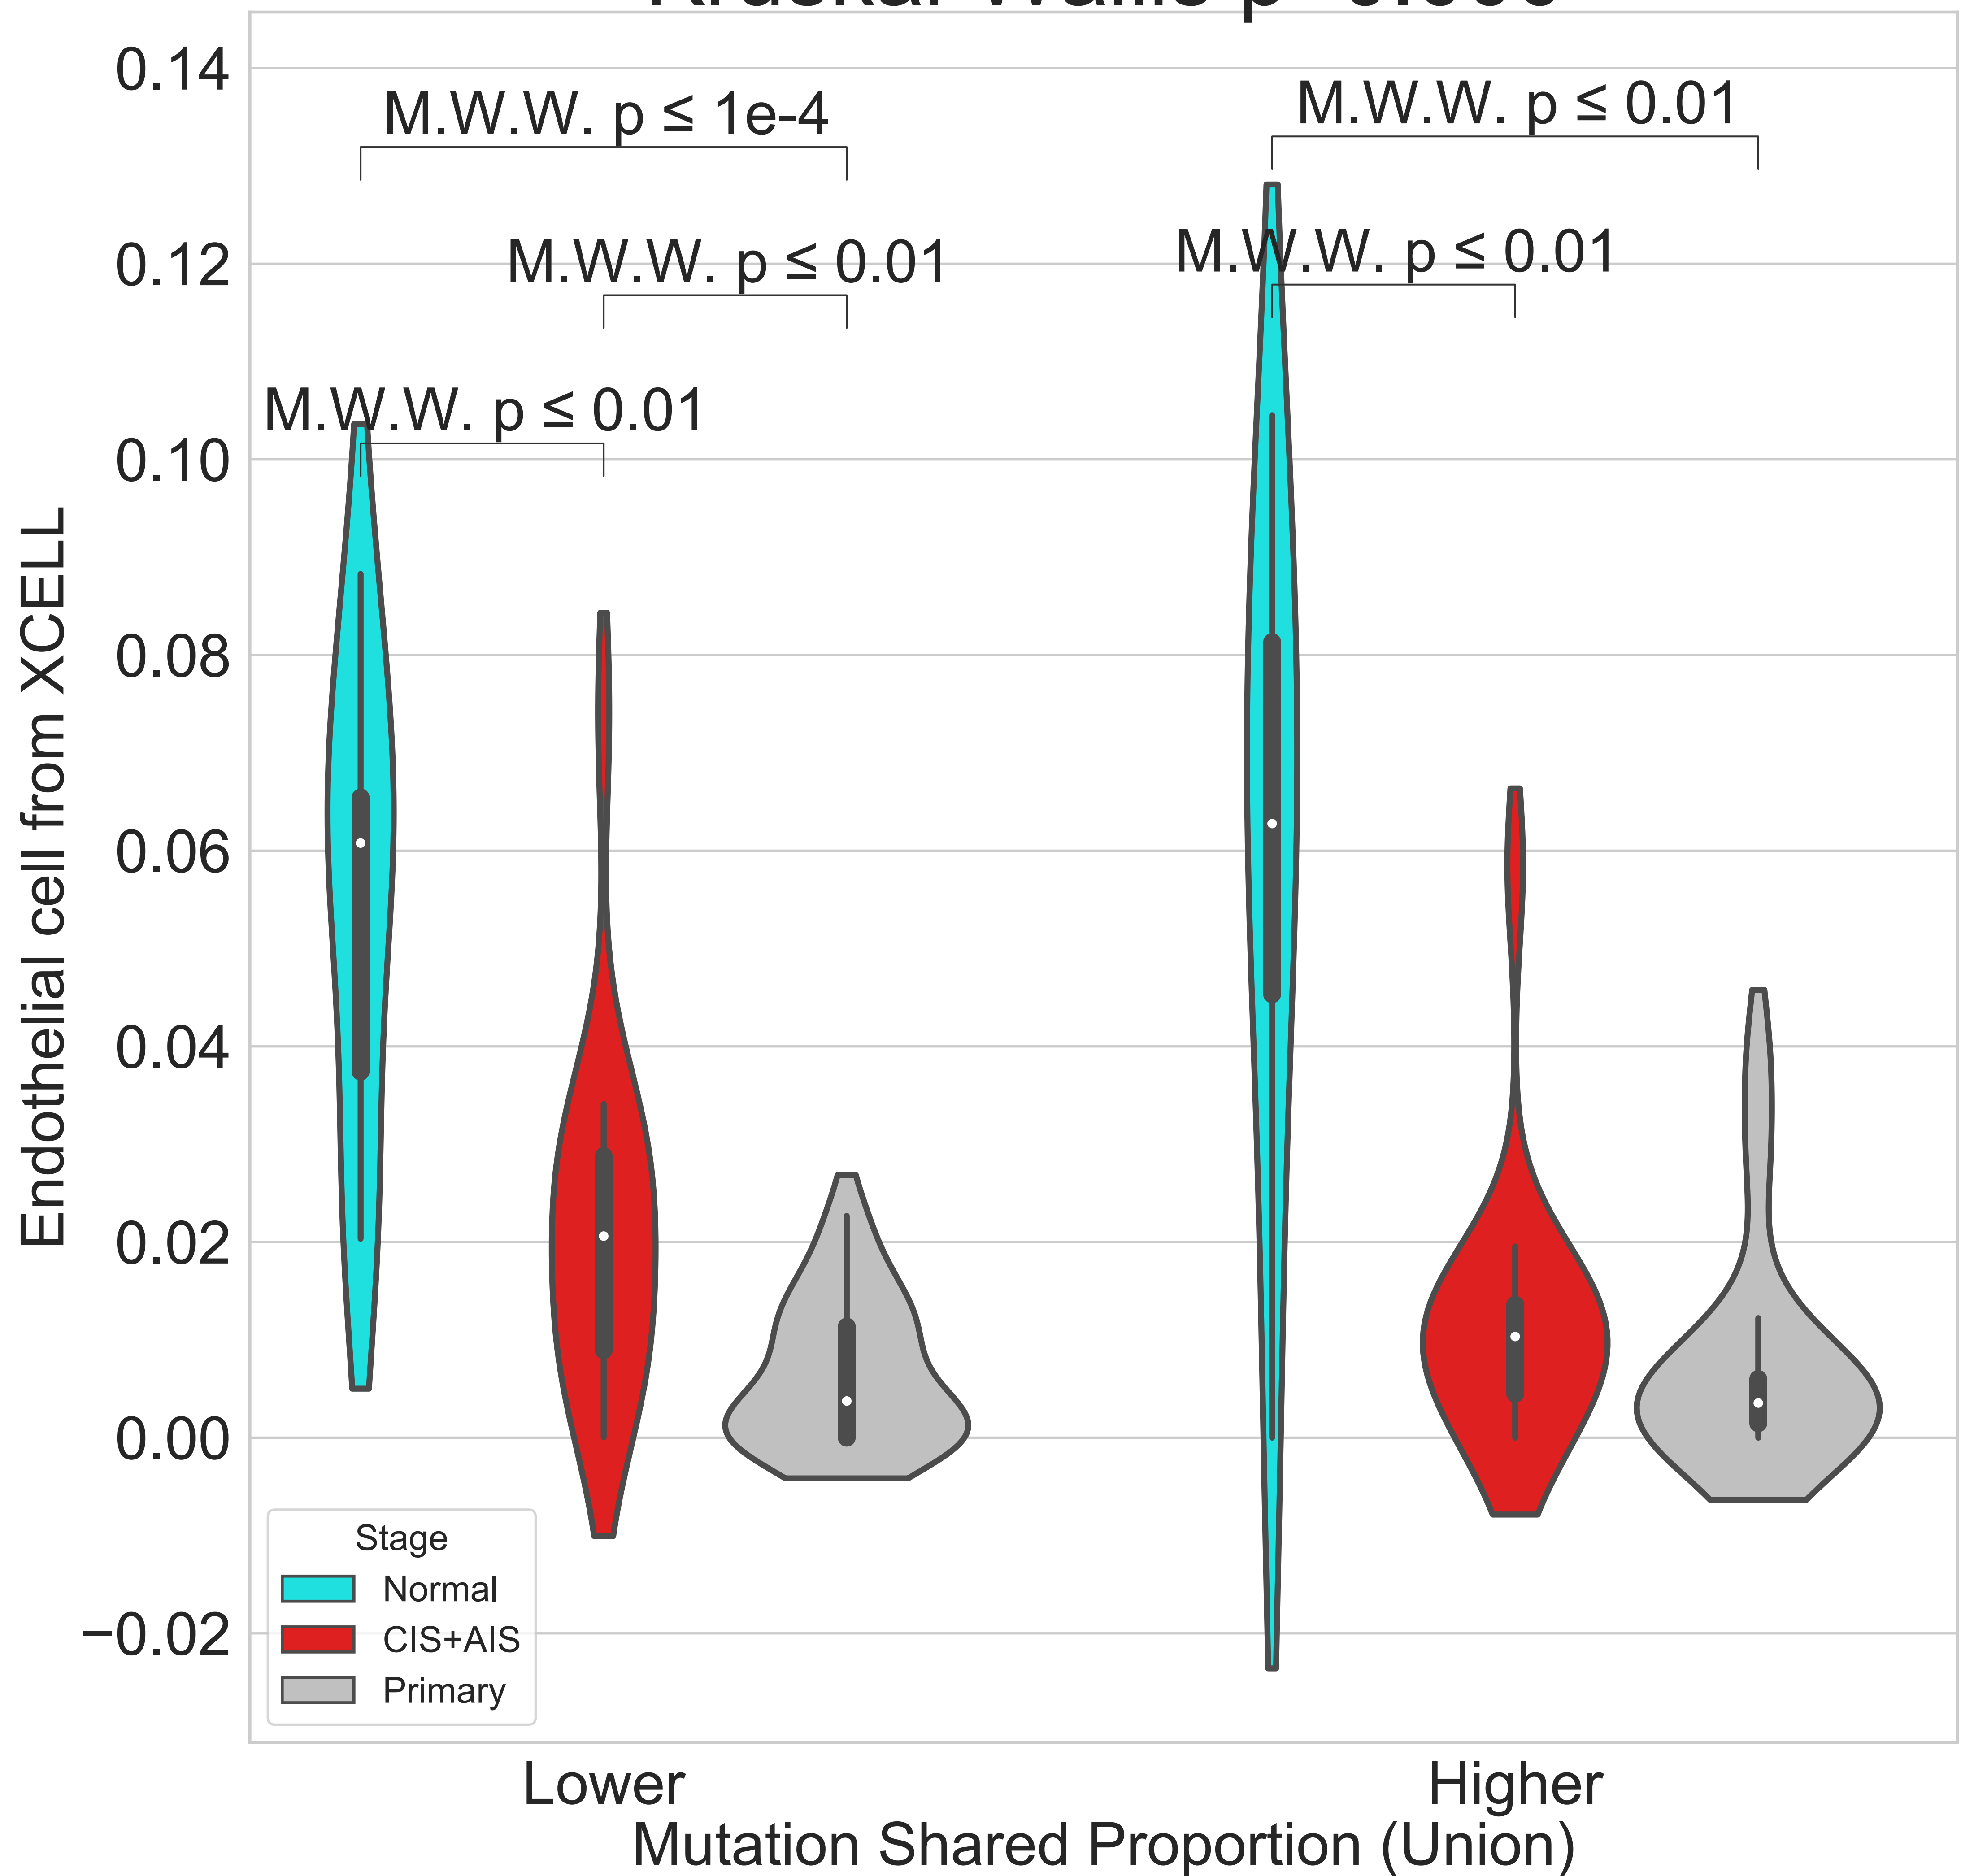 0.14
M.W.W. p ≤ 1e-4
M.W.W. p ≤ 0.01
0.12
M.W.W. p ≤ 0.01
M.W.W. p ≤ 0.01
M.W.W. p ≤ 0.01
0.10
0.08
0.06
0.04
0.02
0.00
−0.02
Endothelial cell from XCELL
Stage
Normal
CIS+AIS
Primary
Lower
Higher
Mutation Shared Proportion (Union)